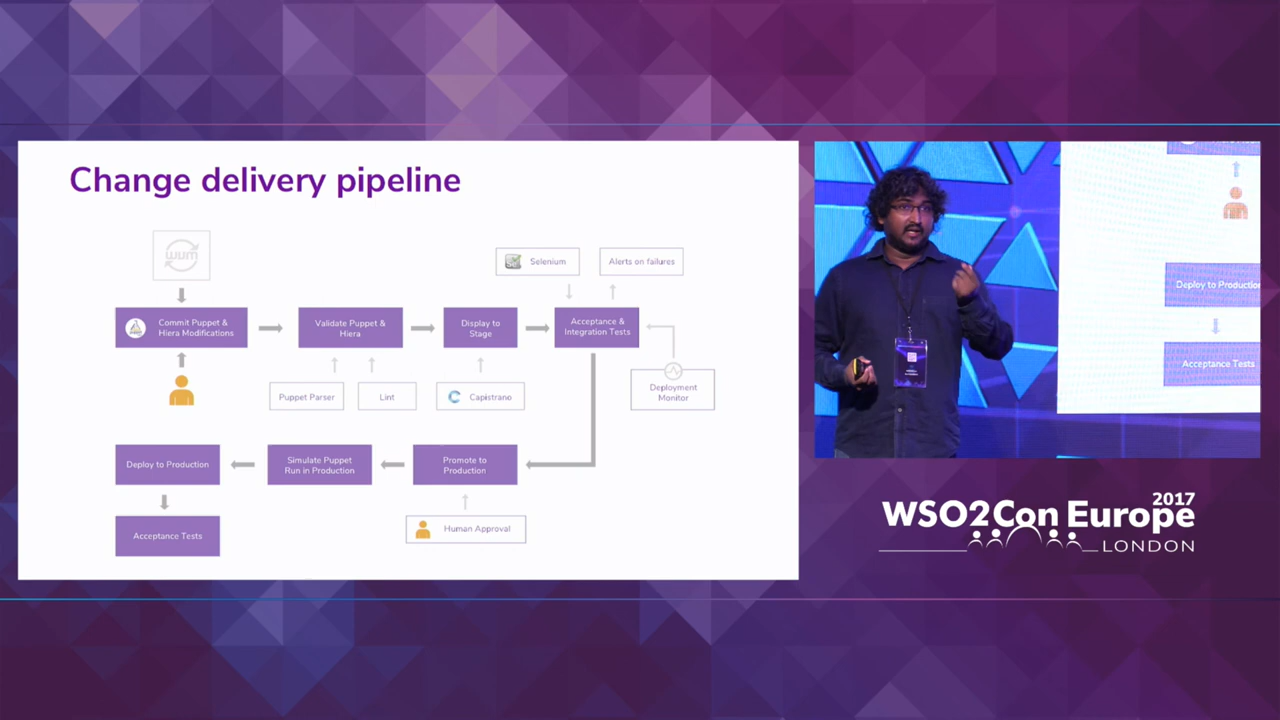 Change delivery pipeline
wum
Selenium
Alerts on failures
Commit Puppet &
Hiera Modifications
Validate Puppet &
Hiera
Display to
Stage
Acceptance &
Integration Tests
Puppet Parser
Lint
Capistrano
Deployment
Monitor
Deploy to Production
Simulate Puppet
Run in Production
Promote to
Production
Acceptance Tests
Human Approval
Deploy to Production
Acceptance Tests
2017
WSO2Con Europe
LONDON